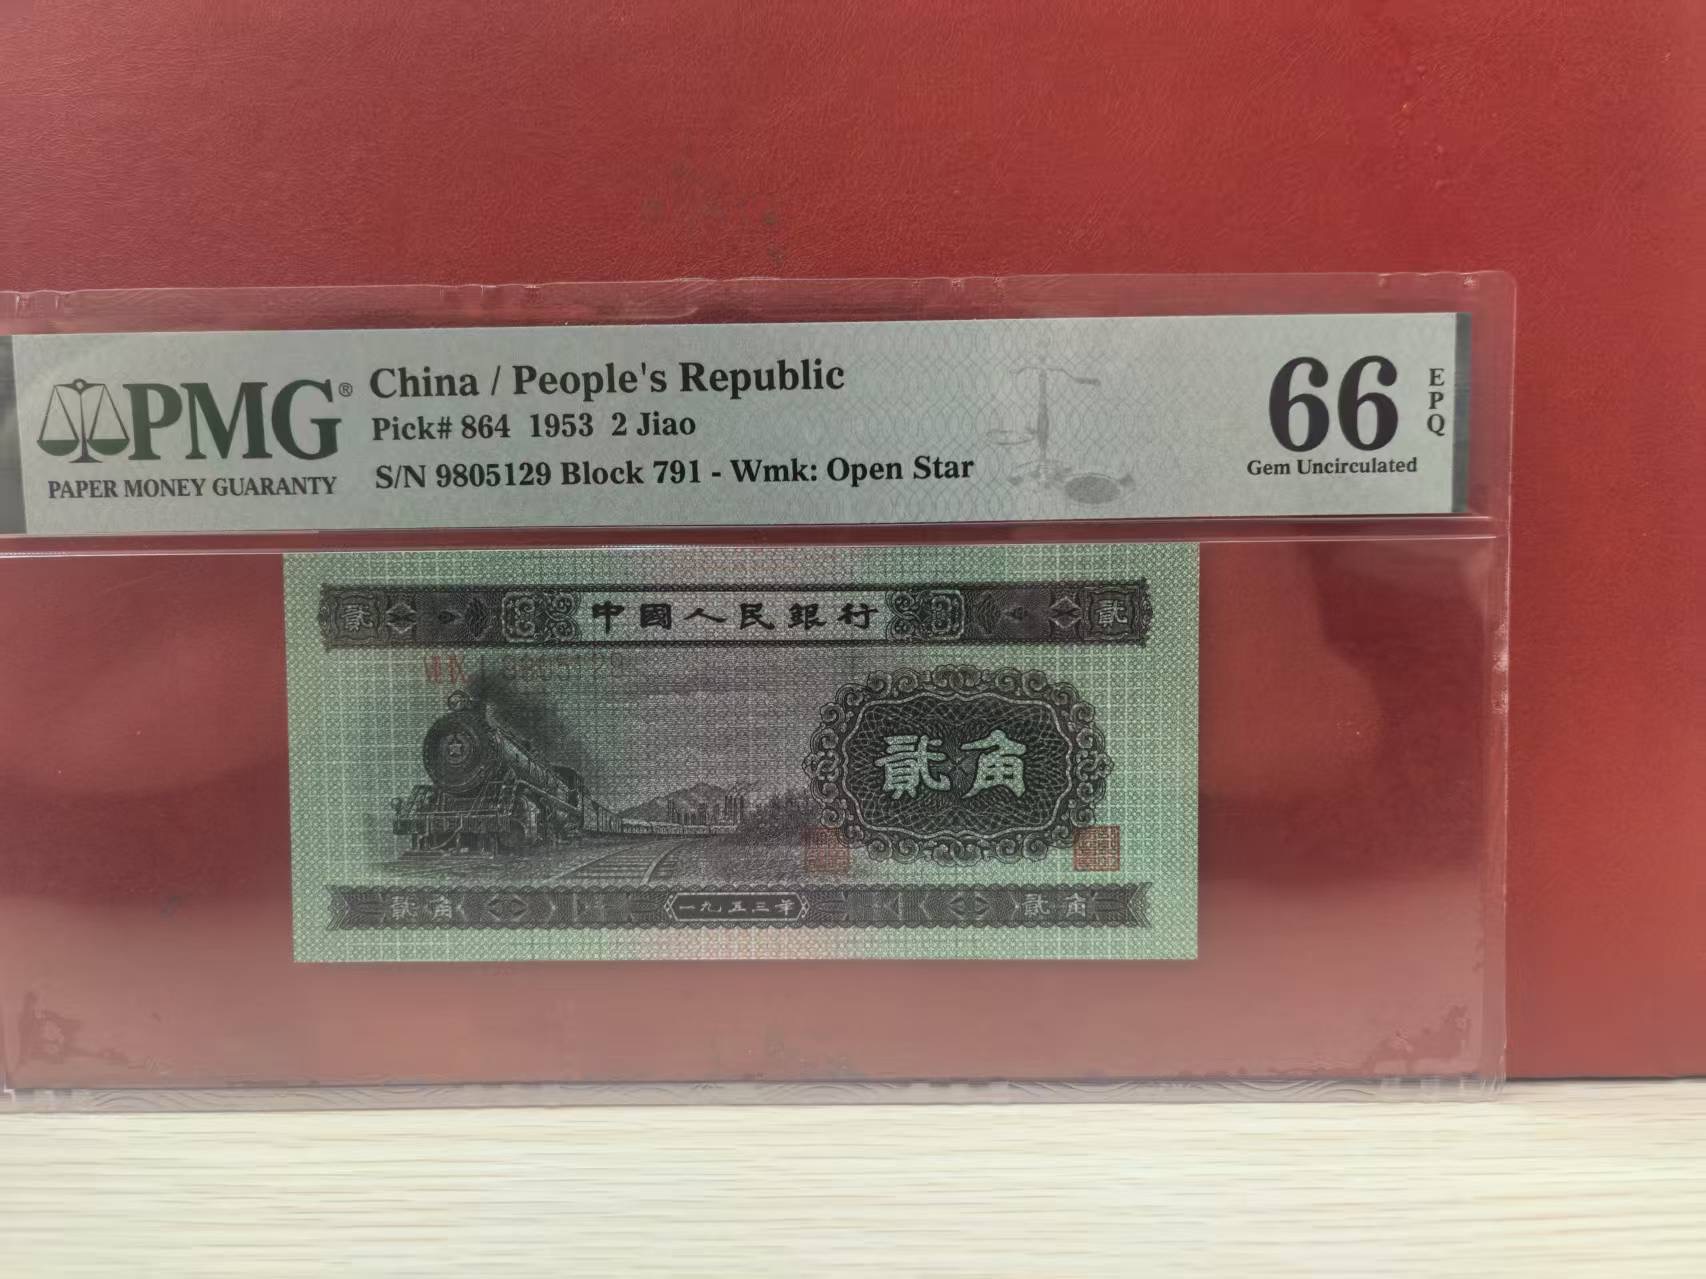 PMG®
PAPER MONEY GUARANTY
China / People's Republic
Pick# 864 1953 2 Jiao
S/N 9805129 Block 791 - Wmk: Open Star
66
EPQ
Gem Uncirculated
貳 中國人民銀行 貳
9805129
貳角
貳角 一九五三年 貳角